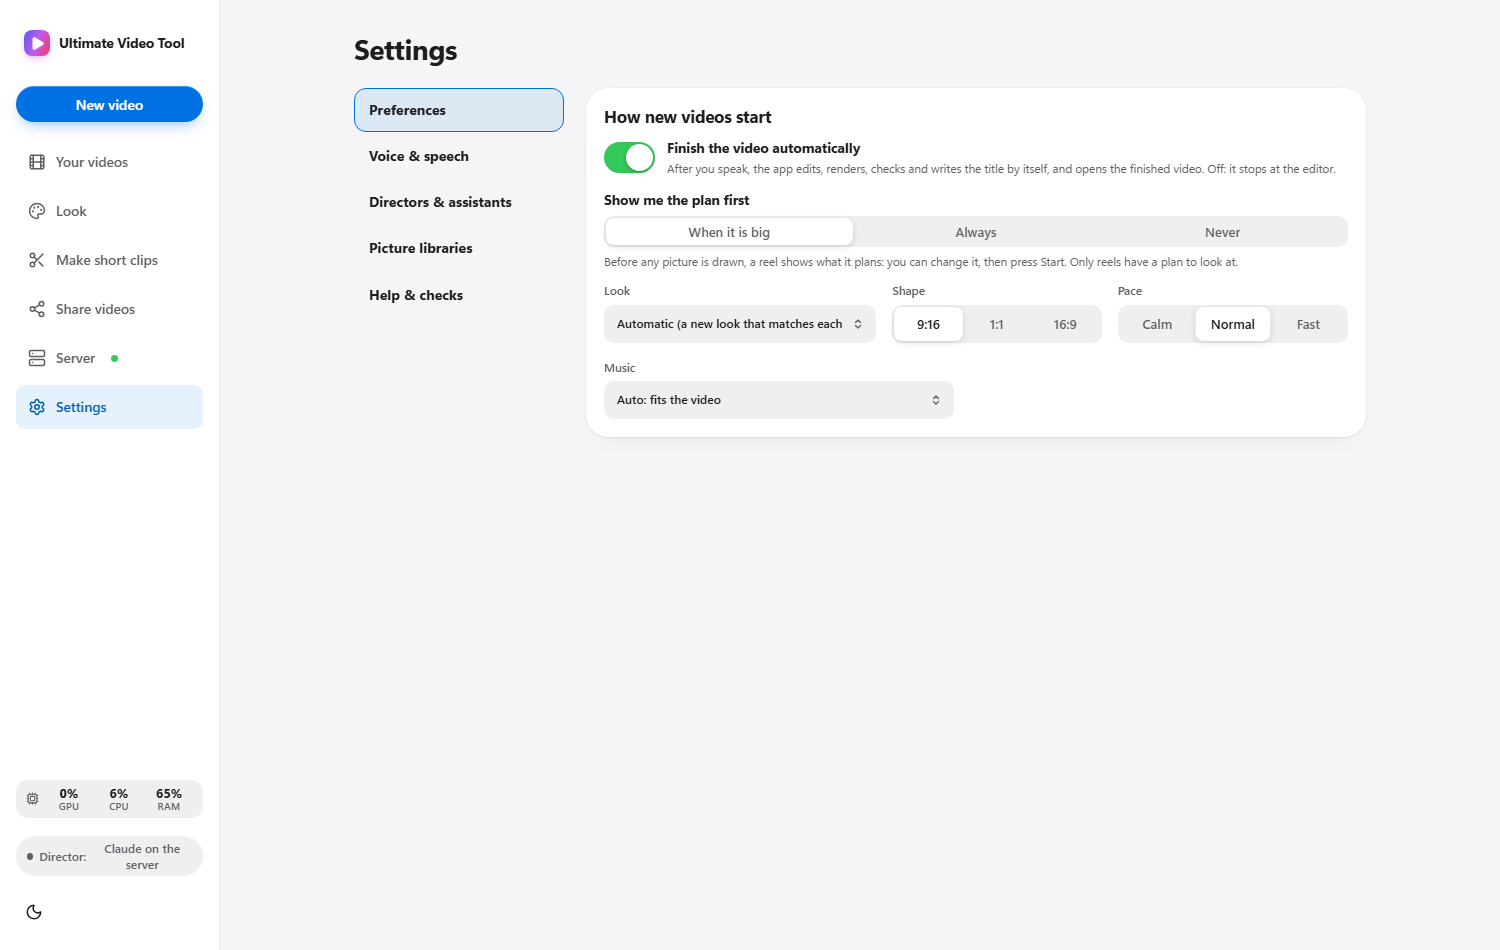 Ultimate Video Tool
New video
Your videos
Look
Make short clips
Share videos
Server
Settings
0% 6% 65%
GPU CPU RAM
Director: Claude on the
server
Settings
Preferences
Voice & speech
Directors & assistants
Picture libraries
Help & checks
How new videos start
Finish the video automatically
After you speak, the app edits, renders, checks and writes the title by itself, and opens the finished video. Off: it stops at the editor.
Show me the plan first
When it is big Always Never
Before any picture is drawn, a reel shows what it plans: you can change it, then press Start. Only reels have a plan to look at.
Look Shape Pace
Automatic (a new look that matches each 9:16 1:1 16:9 Calm Normal Fast
Music
Auto: fits the video